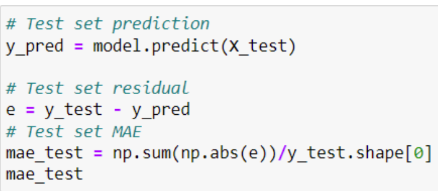 # Test set prediction
y_pred = model.predict(X_test)
# Test set residual
e = y_test - y_pred
# Test set MAE
mae_test = np.sum(np.abs(e))/y_test.shape[0]
mae_test